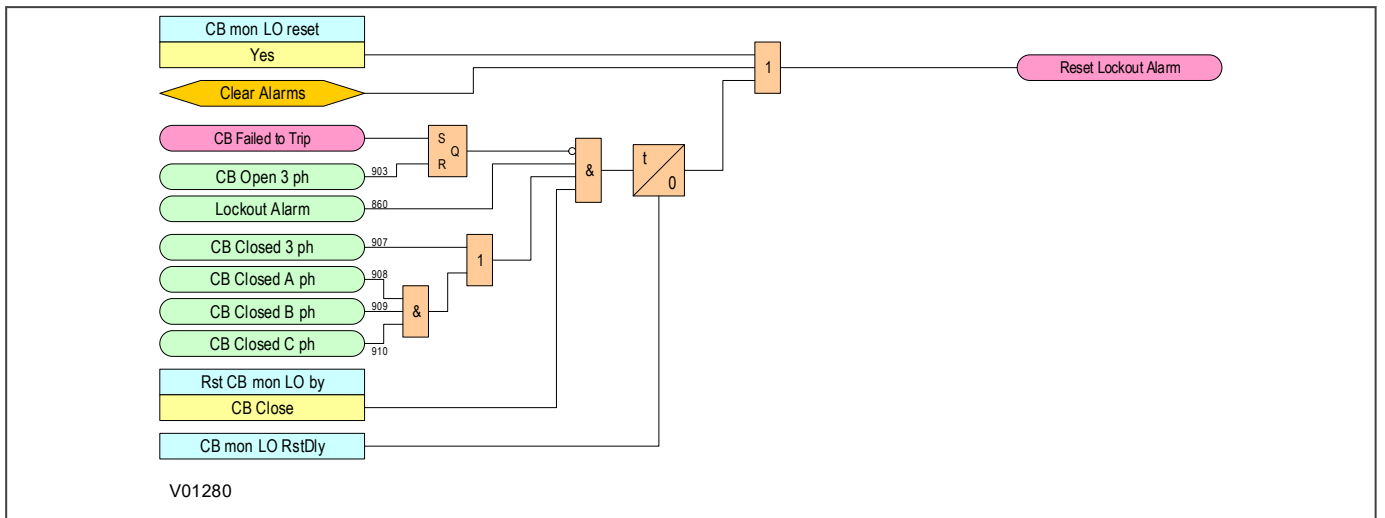 CB mon LO reset
Yes
1
Reset Lockout Alarm
Clear Alarms
CB Failed to Trip
S
Q
R
CB Open 3 ph
903
&
t
0
Lockout Alarm
860
CB Closed 3 ph
907
1
CB Closed A ph
908
CB Closed B ph
909
&
CB Closed C ph
910
Rst CB mon LO by
CB Close
CB mon LO RstDly
V01280